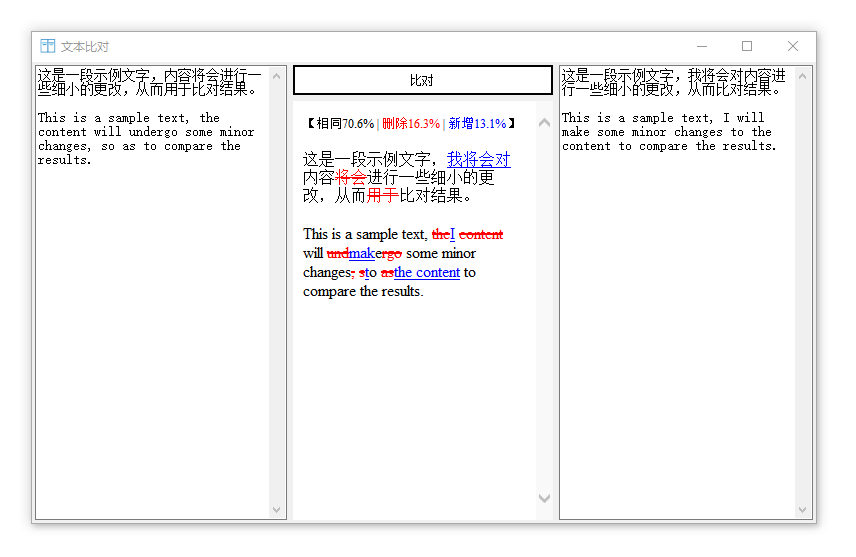 文本比对
这是一段示例文字，内容将会进行一
些细小的更改，从而用于比对结果。
This is a sample text, the
content will undergo some minor
changes, so as to compare the
results.
比对
【相同70.6% | 删除16.3% | 新增13.1%】
这是一段示例文字，我将会对
内容将会进行一些细小的更
改，从而用于比对结果。
This is a sample text, theI content
will undmakergo some minor
changes, sto asthe content to
compare the results.
这是一段示例文字，我将会对内容进
行一些细小的更改，从而比对结果。
This is a sample text, I will
make some minor changes to the
content to compare the results.